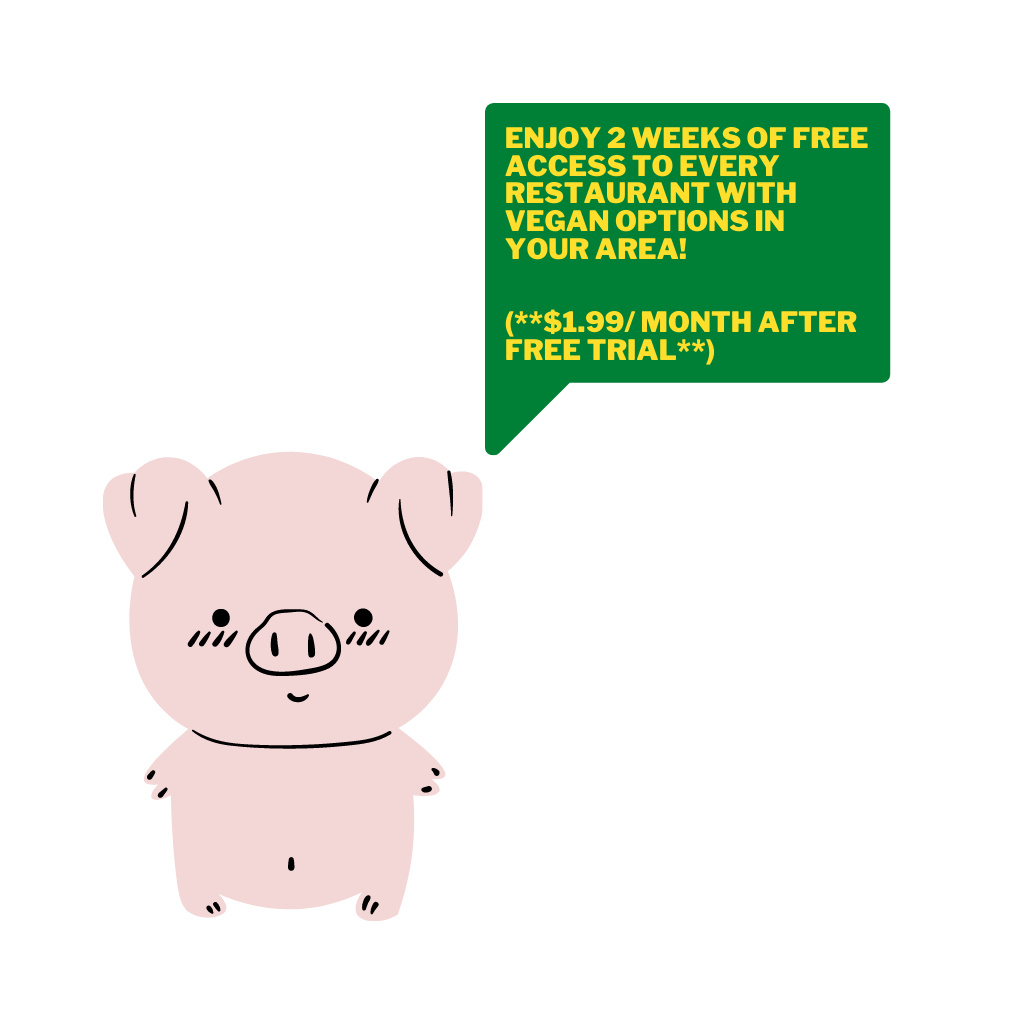 ENJOY 2 WEEKS OF FREE
ACCESS TO EVERY
RESTAURANT WITH
VEGAN OPTIONS IN
YOUR AREA!
(**$1.99/ MONTH AFTER
FREE TRIAL**)